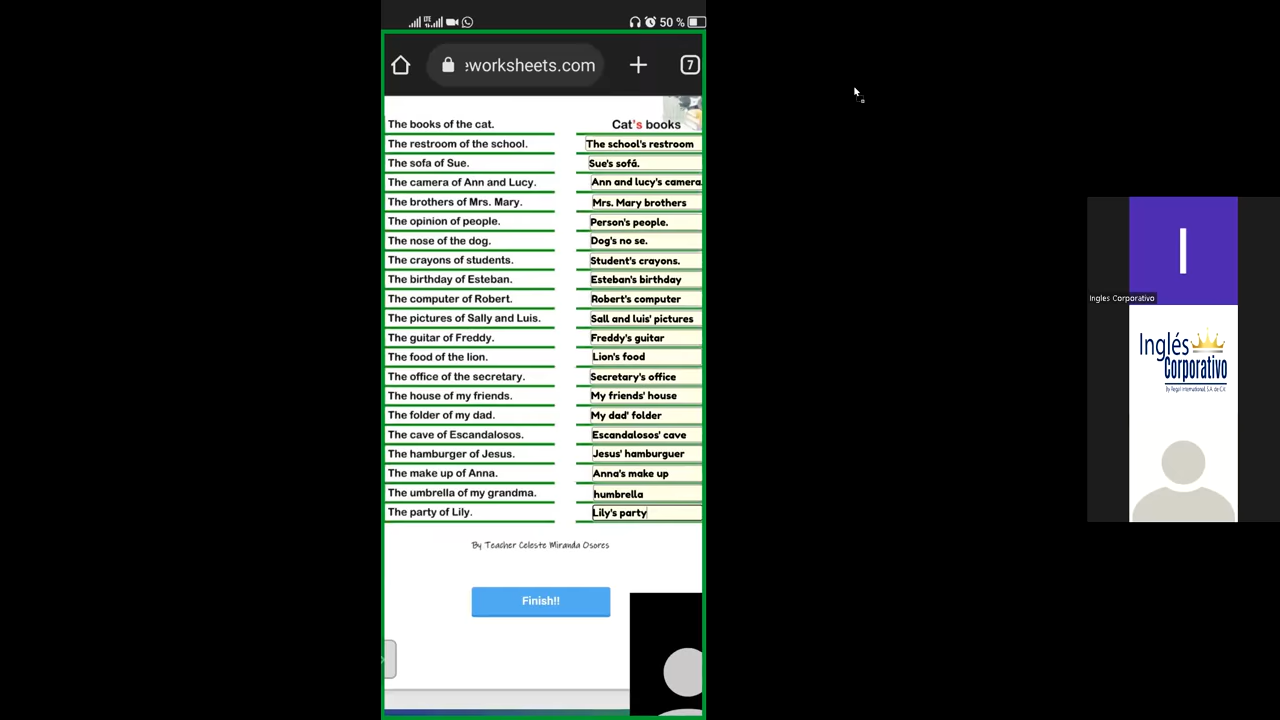 LTE
50 %
eworksheets.com
7
The books of the cat.
Cat's books
The restroom of the school.
The school's restroom
The sofa of Sue.
Sue's sofá.
The camera of Ann and Lucy.
Ann and lucy's camera.
The brothers of Mrs. Mary.
Mrs. Mary brothers
The opinion of people.
Person's people.
The nose of the dog.
Dog's no se.
The crayons of students.
Student's crayons.
The birthday of Esteban.
Esteban's birthday
The computer of Robert.
Robert's computer
The pictures of Sally and Luis.
Sall and luis' pictures
The guitar of Freddy.
Freddy's guitar
The food of the lion.
Lion's food
The office of the secretary.
Secretary's office
The house of my friends.
My friends' house
The folder of my dad.
My dad' folder
The cave of Escandalosos.
Escandalosos' cave
The hamburger of Jesus.
Jesus' hamburguer
The make up of Anna.
Anna's make up
The umbrella of my grandma.
humbrella
The party of Lily.
Lily's party
By Teacher Celeste Miranda Osores
Finish!!
I
Ingles Corporativo
Inglés
Corporativo
By Regal International, S.A. de C.V.